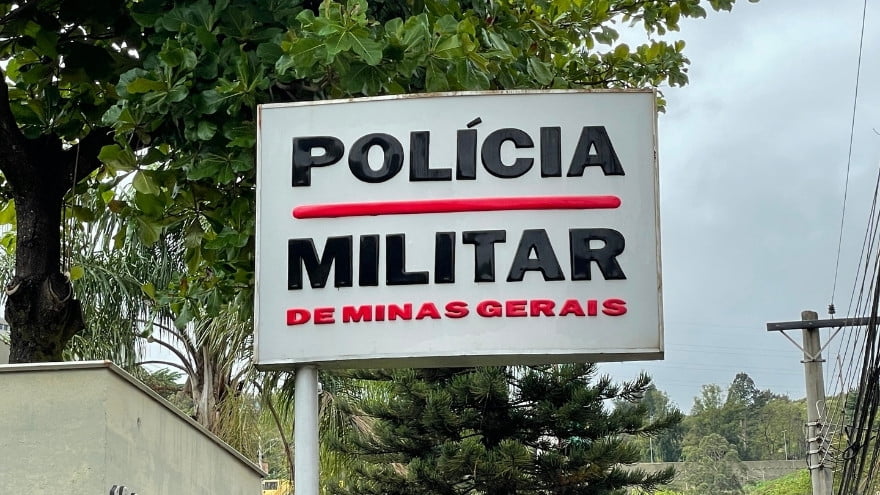 POLÍCIA
MILITAR
DE MINAS GERAIS